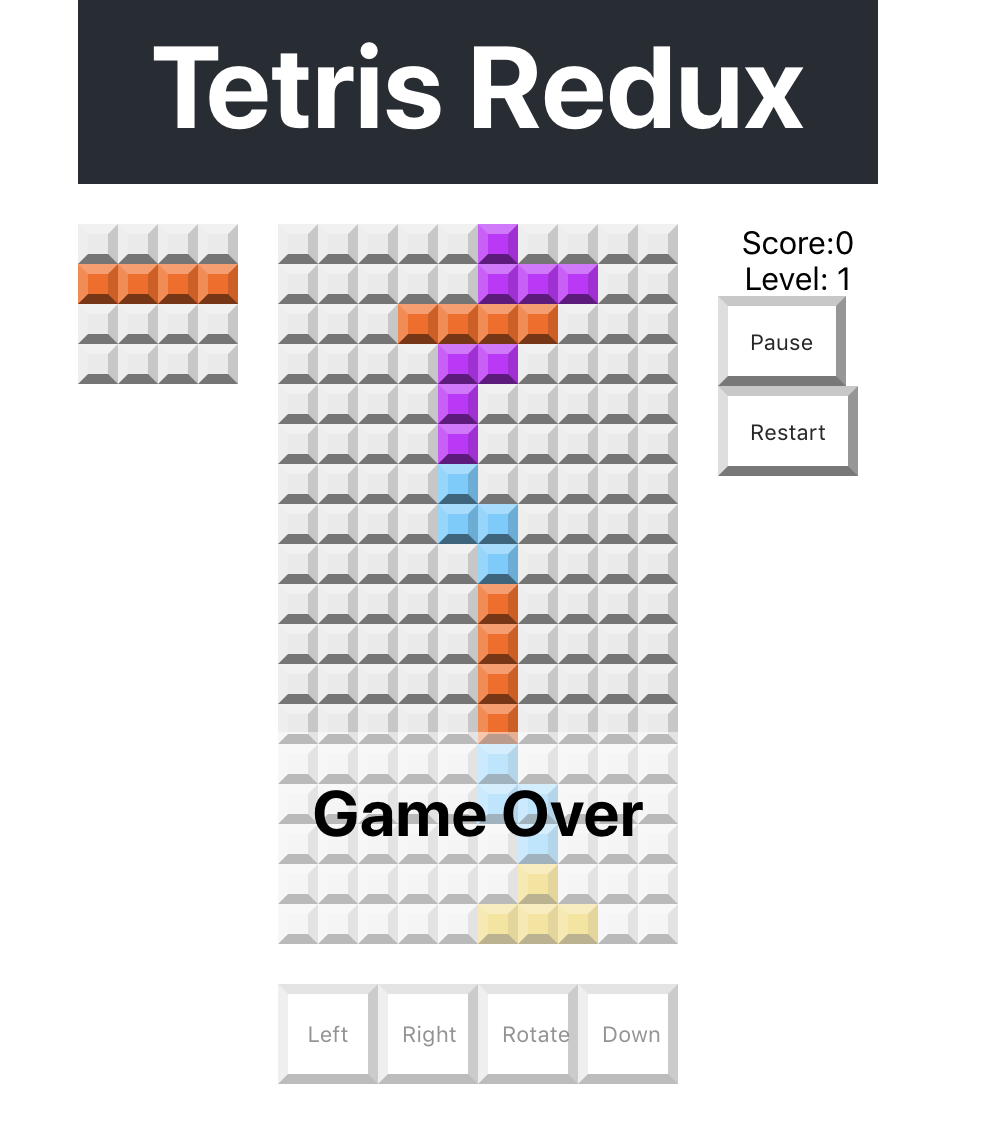 Tetris Redux
Score:0
Level: 1
Pause
Restart
Game Over
Left Right Rotate Down